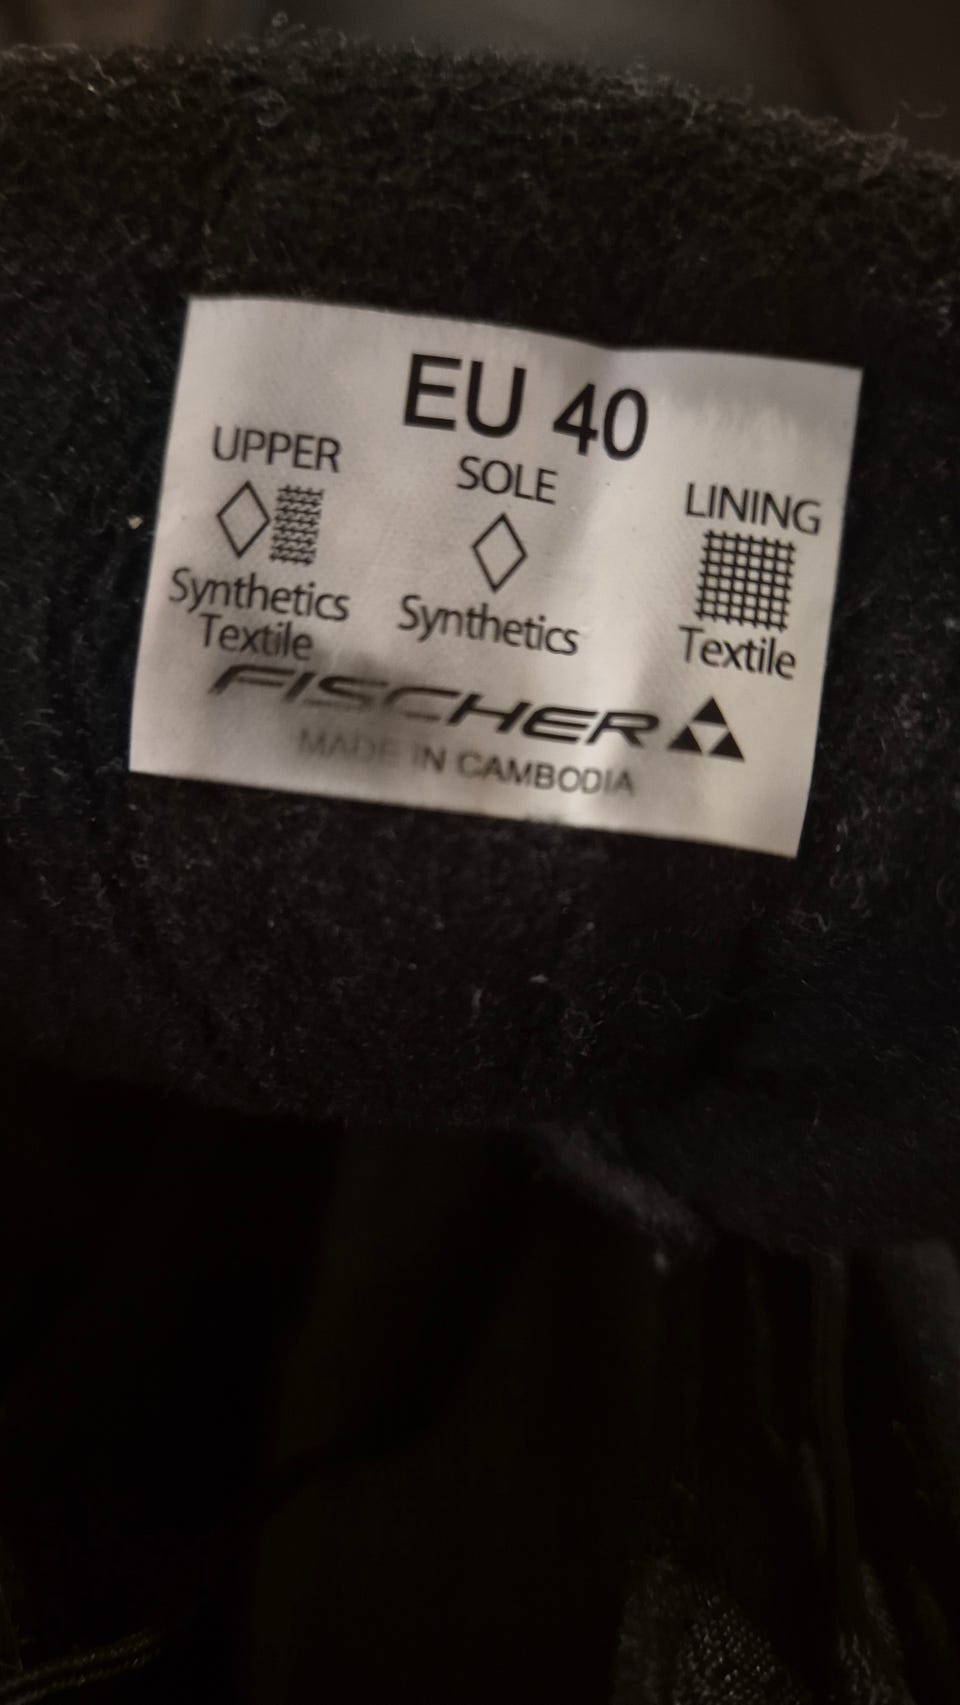 EU 40
UPPER SOLE LINING
Synthetics Synthetics Textile
Textile
FISCHER
MADE IN CAMBODIA